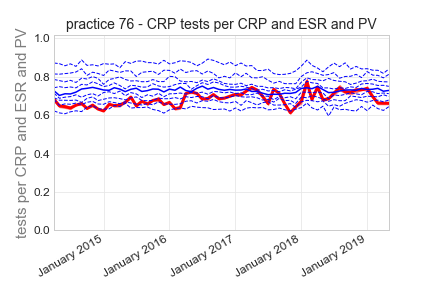 practice 76 - CRP tests per CRP and ESR and PV
tests per CRP and ESR and PV
1.0
0.8
0.6
0.4
0.2
0.0
January 2015
January 2016
January 2017
January 2018
January 2019